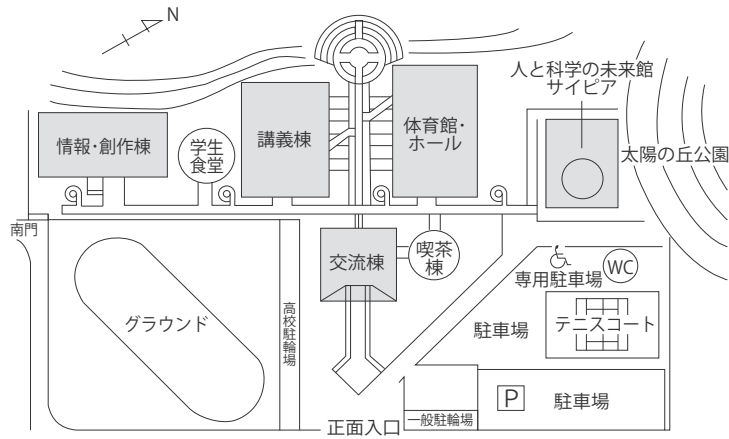 N
人と科学の未来館
サイピア
情報・創作棟
学生
食堂
講義棟
体育館・
ホール
太陽の丘公園
南門
交流棟
喫茶
棟
専用駐車場
WC
グラウンド
高校駐輪場
駐車場
テニスコート
P
駐車場
一般駐輪場
正面入口